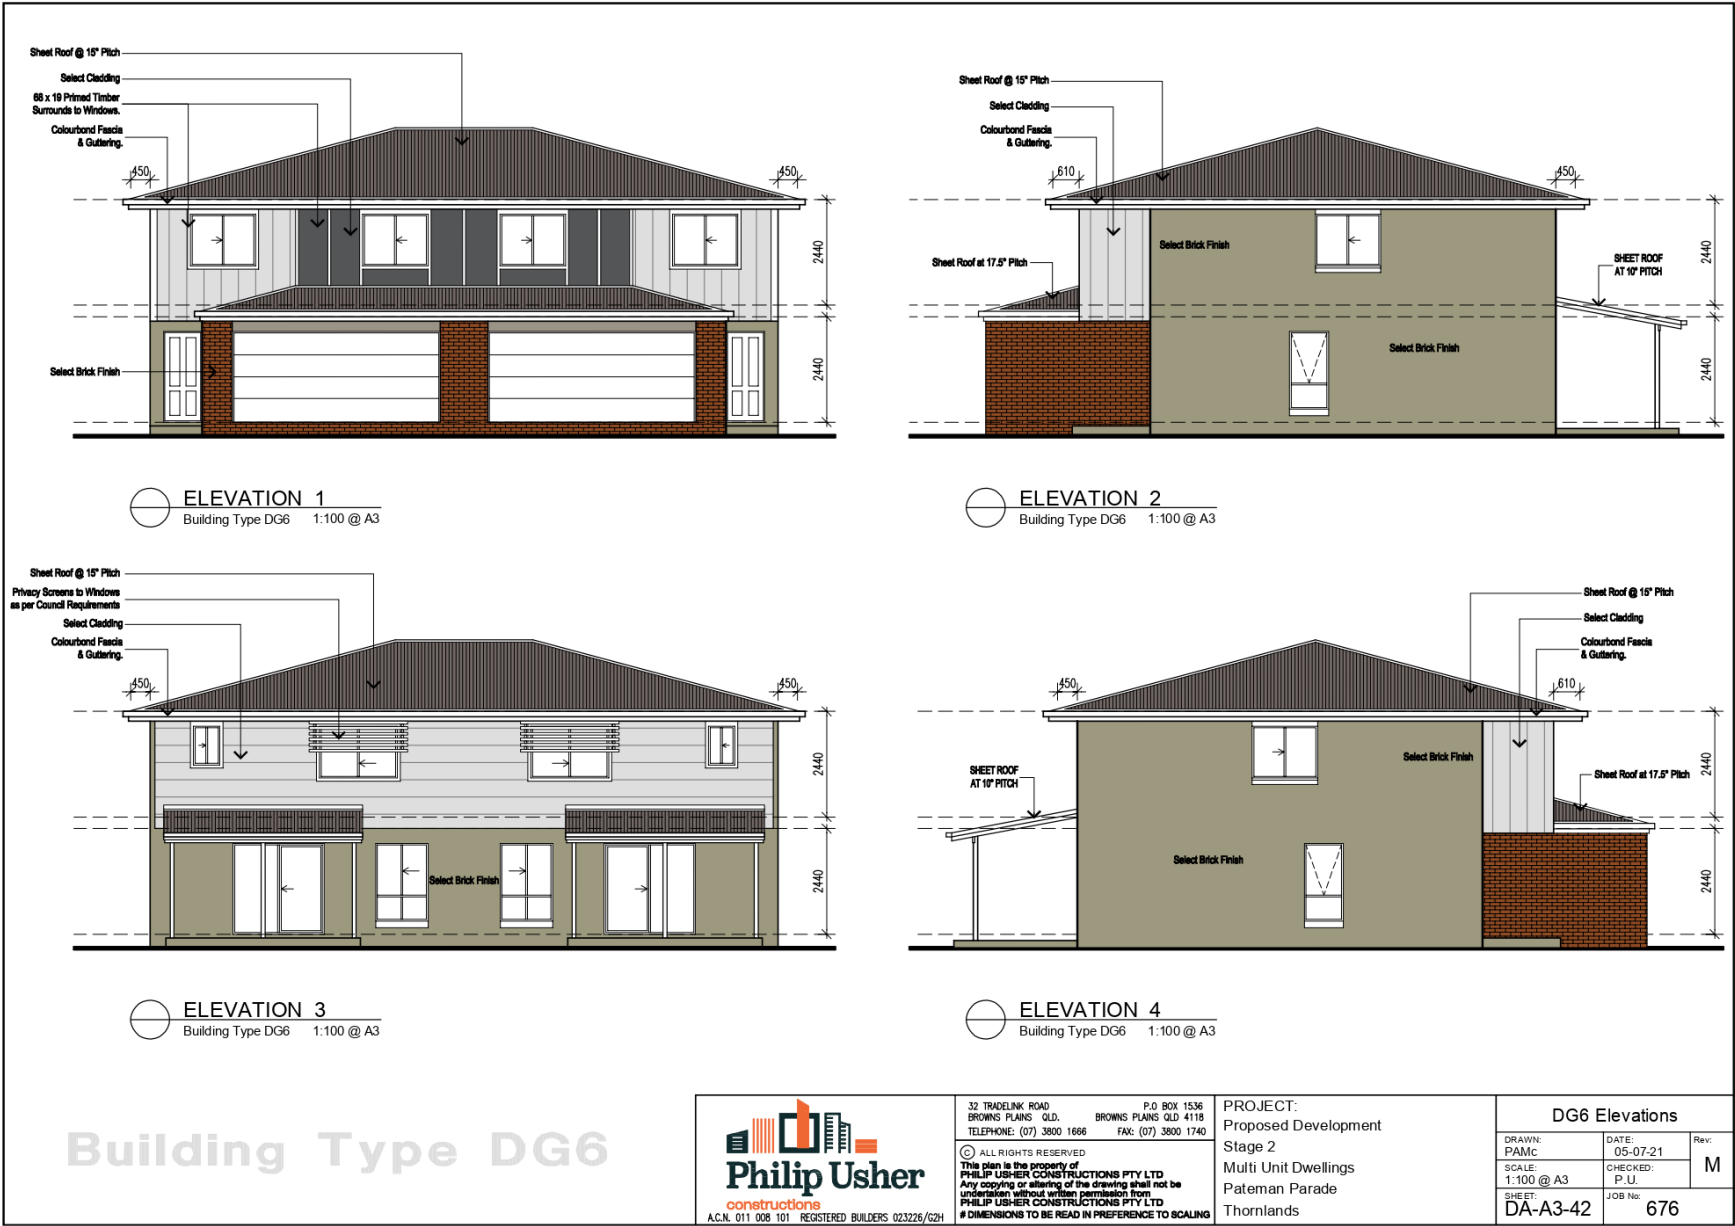 Sheet Roof @ 15° Pitch
Select Cladding
68 x 19 Primed Timber
Surrounds to Windows.
Colourbond Fascia
& Guttering.
450
450
2440
2440
Select Brick Finish
ELEVATION 1
Building Type DG6 1:100 @ A3
Sheet Roof @ 15° Pitch
Select Cladding
Colourbond Fascia
& Guttering.
610
450
Select Brick Finish
Sheet Roof at 17.5° Pitch
SHEET ROOF
AT 10° PITCH
Select Brick Finish
2440
2440
ELEVATION 2
Building Type DG6 1:100 @ A3
Sheet Roof @ 15° Pitch
Privacy Screens to Windows
as per Council Requirements
Select Cladding
Colourbond Fascia
& Guttering.
450
450
2440
2440
Select Brick Finish
ELEVATION 3
Building Type DG6 1:100 @ A3
Sheet Roof @ 15° Pitch
Select Cladding
Colourbond Fascia
& Guttering.
450
610
Select Brick Finish
SHEET ROOF
AT 10° PITCH
Sheet Roof at 17.5° Pitch
Select Brick Finish
2440
2440
ELEVATION 4
Building Type DG6 1:100 @ A3
Building Type DG6
Philip Usher
constructions
A.C.N. 011 008 101 REGISTERED BUILDERS 023226/G2H
32 TRADELINK ROAD P.O BOX 1536
BROWNS PLAINS QLD. BROWNS PLAINS QLD 4118
TELEPHONE: (07) 3800 1666 FAX: (07) 3800 1740
© ALL RIGHTS RESERVED
This plan is the property of
PHILIP USHER CONSTRUCTIONS PTY LTD
Any copying or altering of the drawing shall not be
undertaken without written permission from
PHILIP USHER CONSTRUCTIONS PTY LTD
# DIMENSIONS TO BE READ IN PREFERENCE TO SCALING
PROJECT:
Proposed Development
Stage 2
Multi Unit Dwellings
Pateman Parade
Thornlands
DG6 Elevations
DRAWN: DATE: Rev:
PAMc 05-07-21 M
SCALE: CHECKED:
1:100 @ A3 P.U.
SHEET: JOB No:
DA-A3-42 676